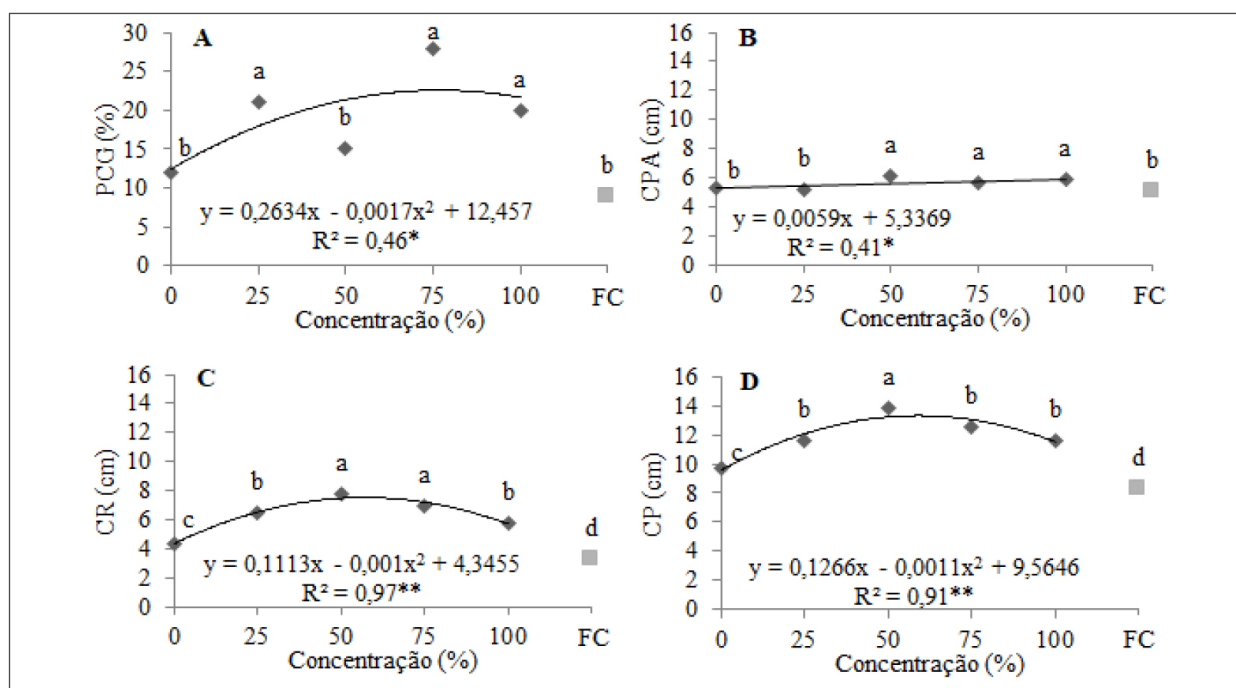 A
PCG (%)
30
25
20
15
10
5
0
b
a
b
a
a
b
y = 0,2634x - 0,0017x² + 12,457
R² = 0,46*
0 25 50 75 100 FC
Concentração (%)
B
CPA (cm)
16
14
12
10
8
6
4
2
0
b
b
a
a
a
b
y = 0,0059x + 5,3369
R² = 0,41*
0 25 50 75 100 FC
Concentração (%)
C
CR (cm)
16
14
12
10
8
6
4
2
0
c
b
a
a
b
d
y = 0,1113x - 0,001x² + 4,3455
R² = 0,97**
0 25 50 75 100 FC
Concentração (%)
D
CP (cm)
16
14
12
10
8
6
4
2
0
c
b
a
b
b
d
y = 0,1266x - 0,0011x² + 9,5646
R² = 0,91**
0 25 50 75 100 FC
Concentração (%)